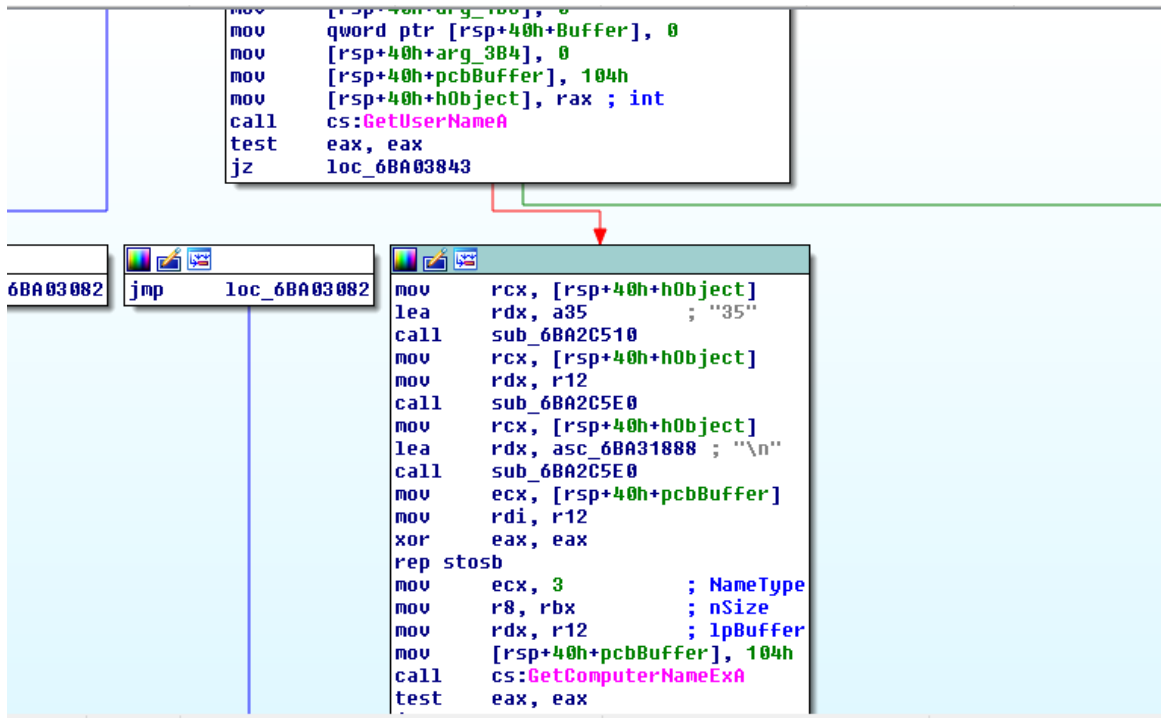 mov     qword ptr [rsp+40h+Buffer], 0
mov     [rsp+40h+arg_3B4], 0
mov     [rsp+40h+pcbBuffer], 104h
mov     [rsp+40h+hObject], rax ; int
call    cs:GetUserNameA
test    eax, eax
jz      loc_6BA03843
6BA03082
jmp     loc_6BA03082
mov     rcx, [rsp+40h+hObject]
lea     rdx, a35        ; "35"
call    sub_6BA2C510
mov     rcx, [rsp+40h+hObject]
mov     rdx, r12
call    sub_6BA2C5E0
mov     rcx, [rsp+40h+hObject]
lea     rdx, asc_6BA31888 ; "\n"
call    sub_6BA2C5E0
mov     ecx, [rsp+40h+pcbBuffer]
mov     rdi, r12
xor     eax, eax
rep stosb
mov     ecx, 3          ; NameType
mov     r8, rbx         ; nSize
mov     rdx, r12        ; lpBuffer
mov     [rsp+40h+pcbBuffer], 104h
call    cs:GetComputerNameExA
test    eax, eax